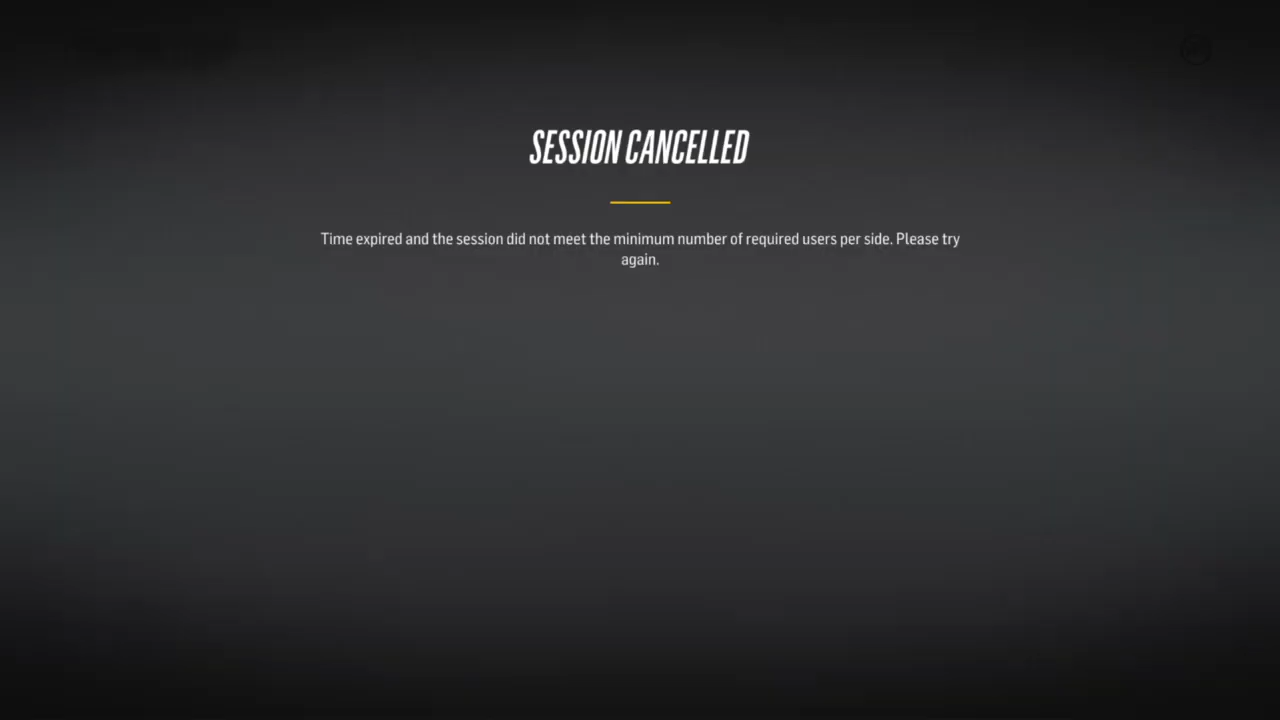 SESSION CANCELLED
Time expired and the session did not meet the minimum number of required users per side. Please try
again.